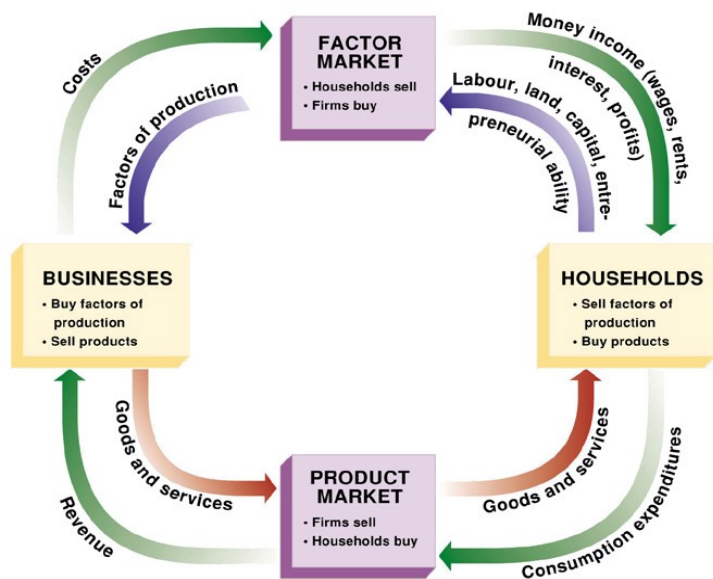 Costs
FACTOR
MARKET
• Households sell
• Firms buy
Money income (wages, rents,
interest, profits)
Factors of production
Labour, land, capital, entre-
preneurial ability
BUSINESSES
• Buy factors of
production
• Sell products
HOUSEHOLDS
• Sell factors of
production
• Buy products
Goods and services
Revenue
PRODUCT
MARKET
• Firms sell
• Households buy
Goods and services
Consumption expenditures